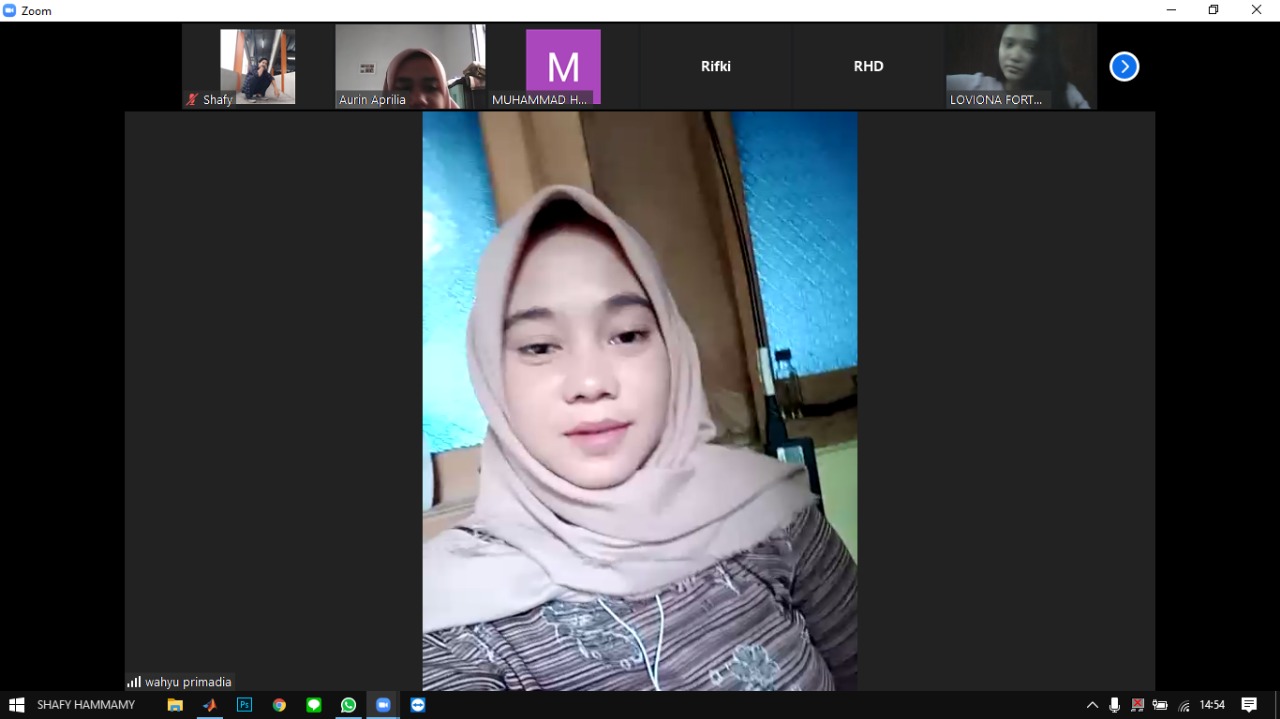 Zoom
Shafy
Aurin Aprilia
M
MUHAMMAD H...
Rifki
RHD
LOVIONA FORT...
wahyu primadia
SHAFY HAMMAMY
Ps
14:54